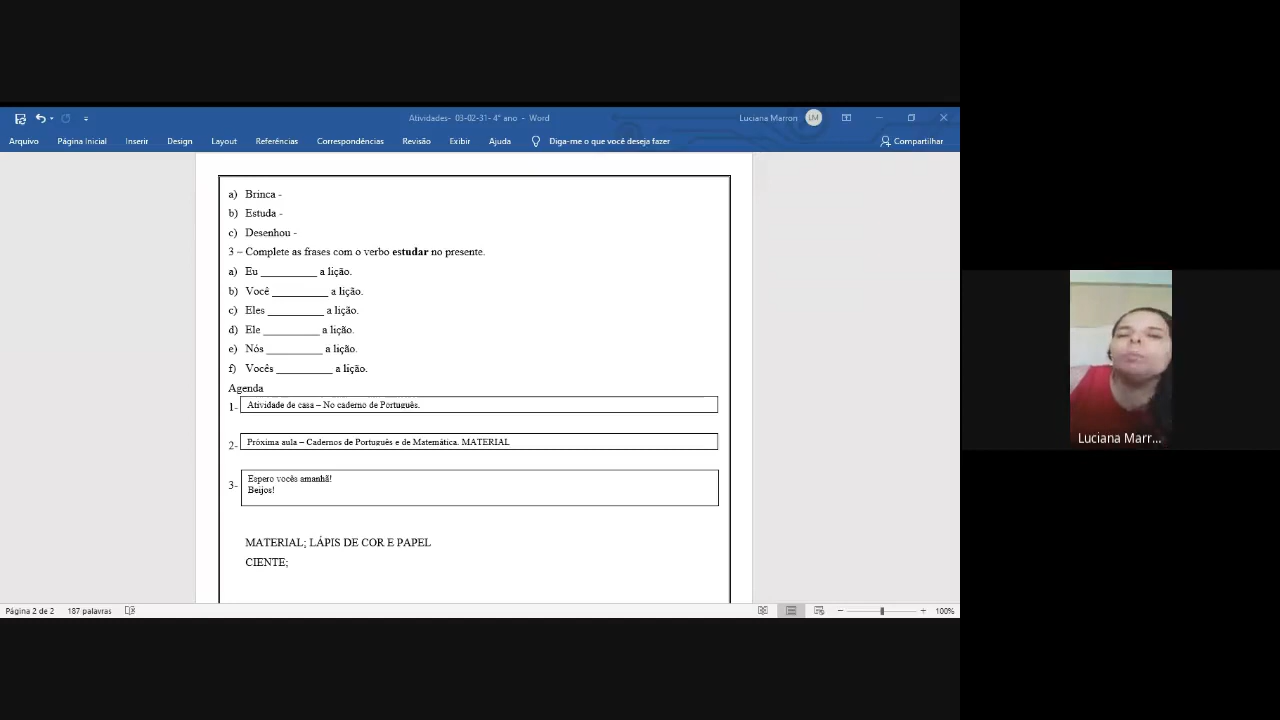 Atividades- 03-02-31- 4° ano - Word
Luciana Marron
LM
Arquivo Página Inicial Inserir Design Layout Referências Correspondências Revisão Exibir Ajuda Diga-me o que você deseja fazer Compartilhar
a) Brinca -
b) Estuda -
c) Desenhou -
3 – Complete as frases com o verbo estudar no presente.
a) Eu __________ a lição.
b) Você __________ a lição.
c) Eles __________ a lição.
d) Ele __________ a lição.
e) Nós __________ a lição.
f) Vocês __________ a lição.
Agenda
1- Atividade de casa – No caderno de Português.
2- Próxima aula – Cadernos de Português e de Matemática. MATERIAL
3- Espero vocês amanhã!
Beijos!
MATERIAL; LÁPIS DE COR E PAPEL
CIENTE;
Página 2 de 2 187 palavras 100%
Luciana Marr...